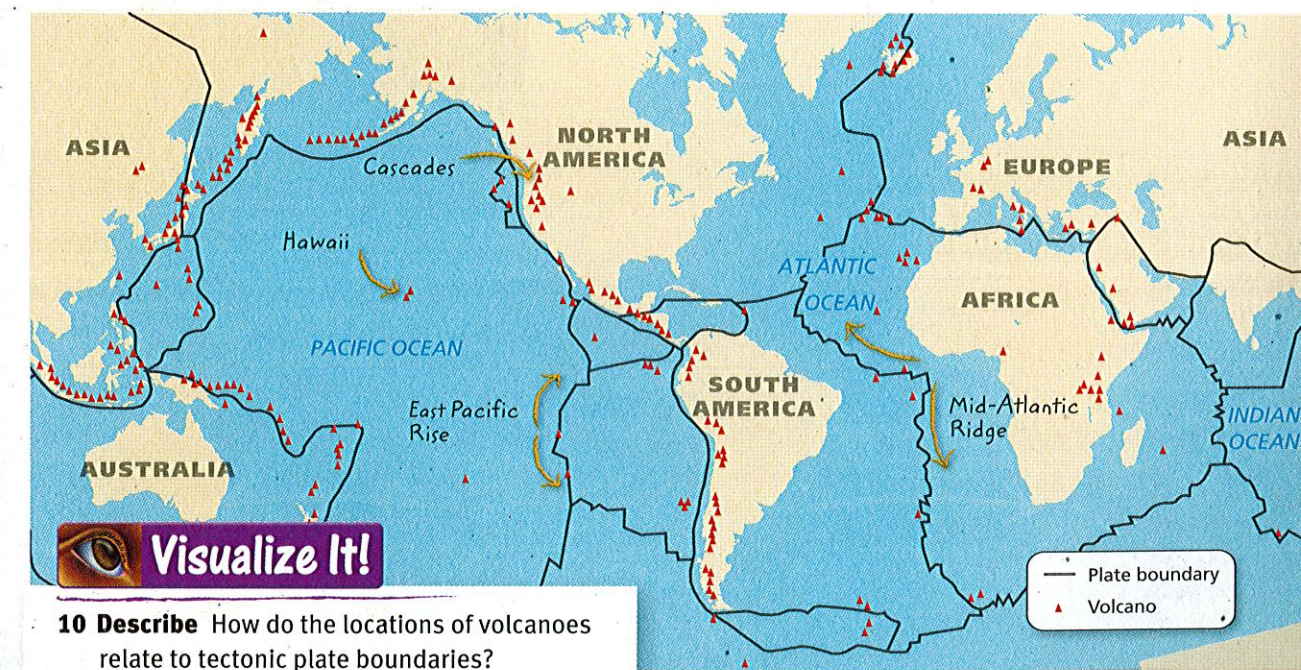 ASIA
NORTH
AMERICA
Cascades
Hawaii
PACIFIC OCEAN
East Pacific
Rise
AUSTRALIA
SOUTH
AMERICA
ATLANTIC
OCEAN
EUROPE
ASIA
AFRICA
Mid-Atlantic
Ridge
INDIAN
OCEAN
Plate boundary
Volcano
Visualize It!
10 Describe How do the locations of volcanoes
relate to tectonic plate boundaries?